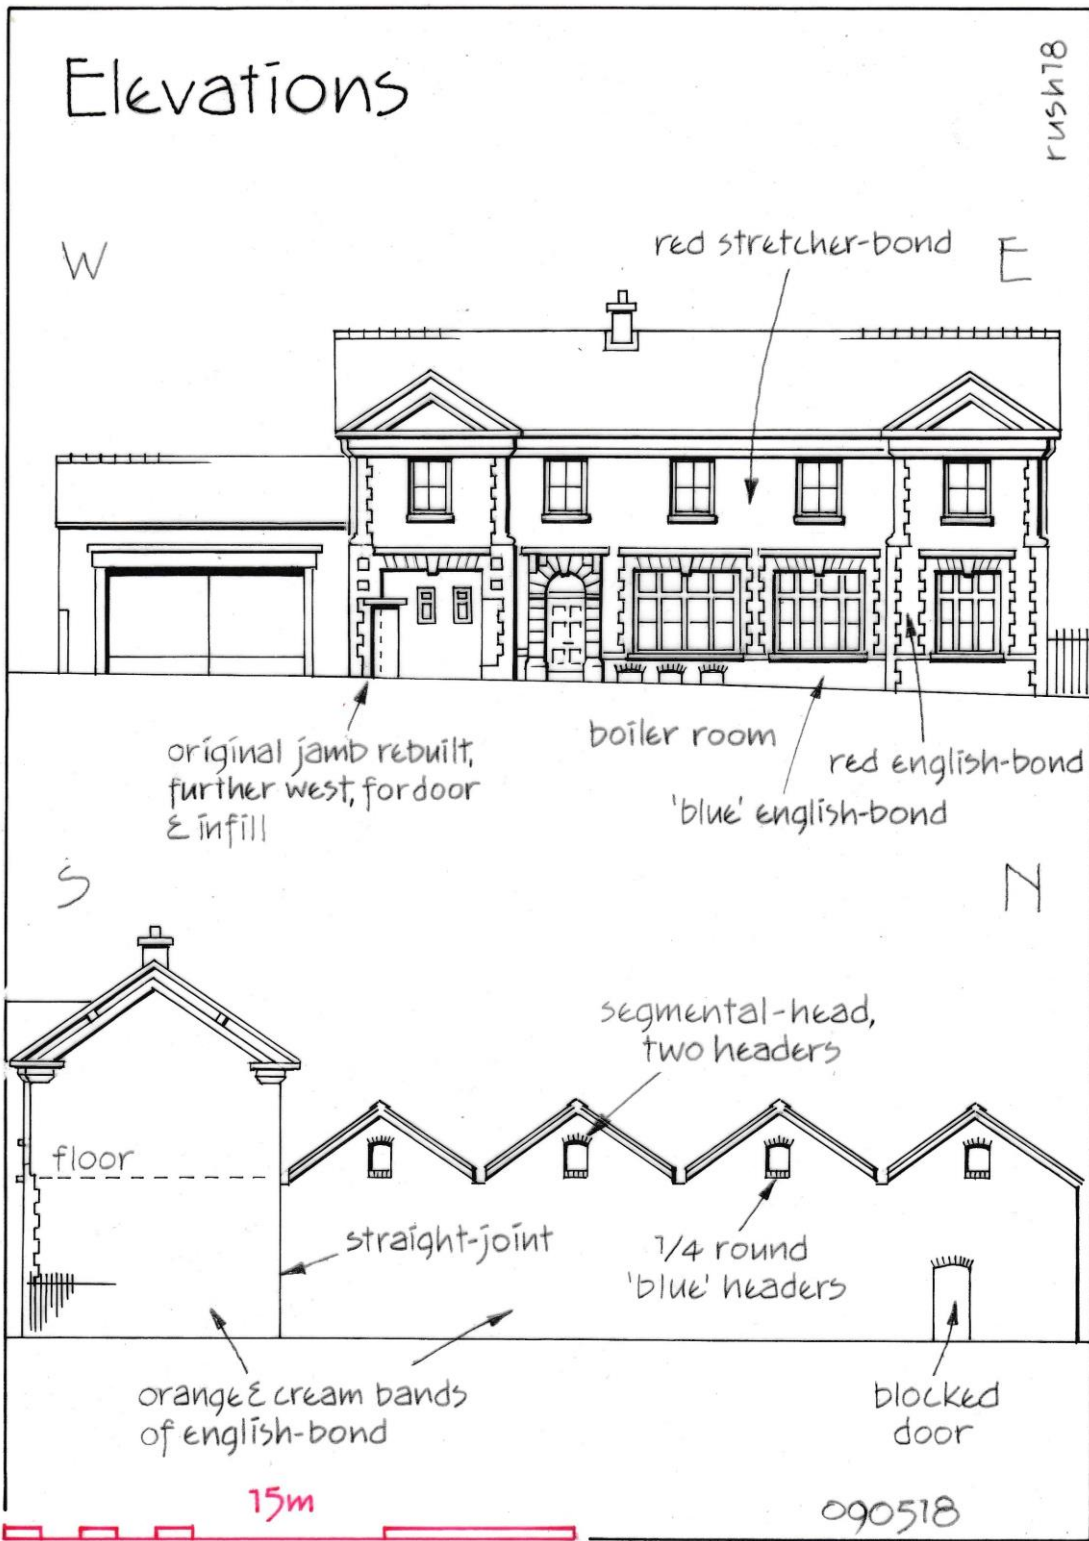 Elevations
rush18
W
red stretcher-bond
E
original jamb rebuilt,
further west, for door
& infill
boiler room
red english-bond
'blue' english-bond
S
N
segmental-head,
two headers
floor
straight-joint
1/4 round
'blue' headers
orange & cream bands
of english-bond
blocked
door
15m
090518